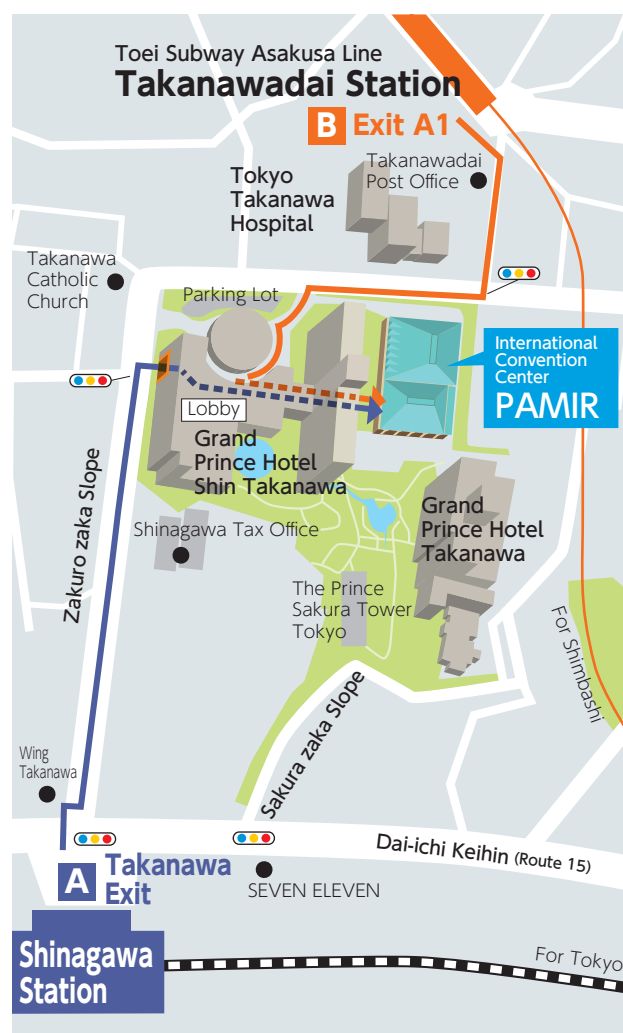 Toei Subway Asakusa Line
Takanawadai Station
B Exit A1
Takanawadai
Post Office
Tokyo
Takanawa
Hospital
Takanawa
Catholic
Church
Parking Lot
International
Convention
Center
PAMIR
Lobby
Grand
Prince Hotel
Shin Takanawa
Grand
Prince Hotel
Takanawa
Shinagawa Tax Office
Zakuro zaka Slope
The Prince
Sakura Tower
Tokyo
For Shimbashi
Sakura zaka Slope
Wing
Takanawa
Dai-ichi Keihin (Route 15)
A Takanawa
Exit
SEVEN ELEVEN
Shinagawa
Station
For Tokyo